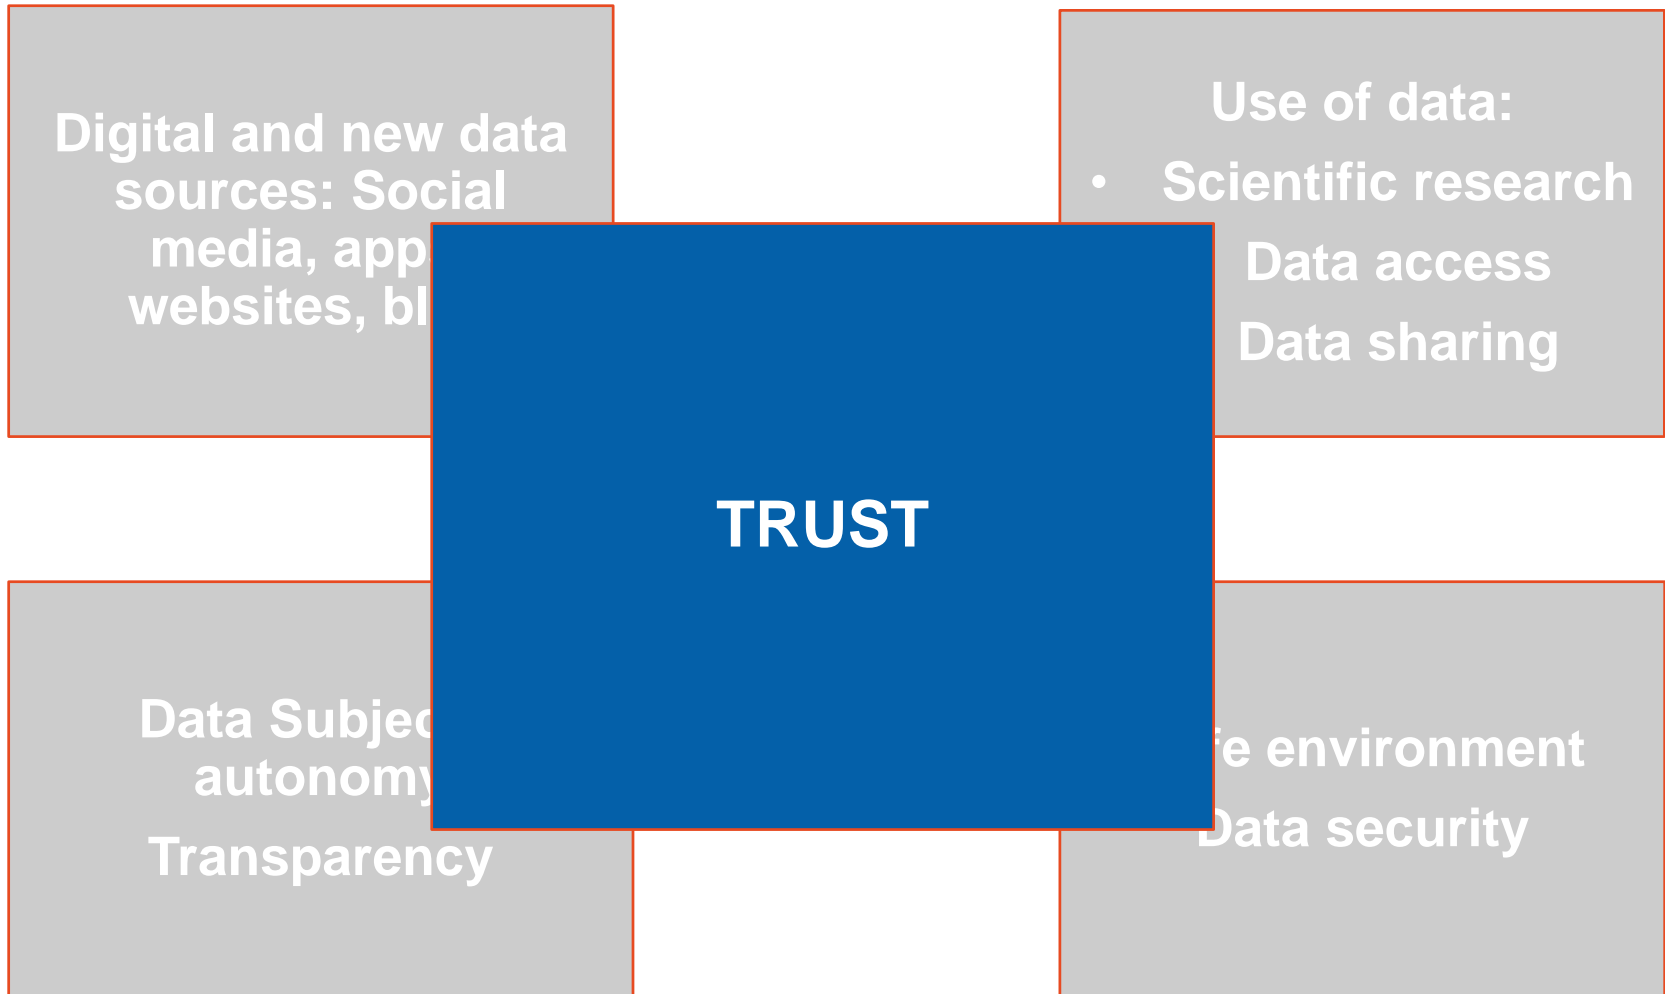 Digital and new data
sources: Social
media, app
websites, bl
Use of data:
• Scientific research
Data access
Data sharing
TRUST
Data Subjec
autonomy
Transparency
fe environment
Data security